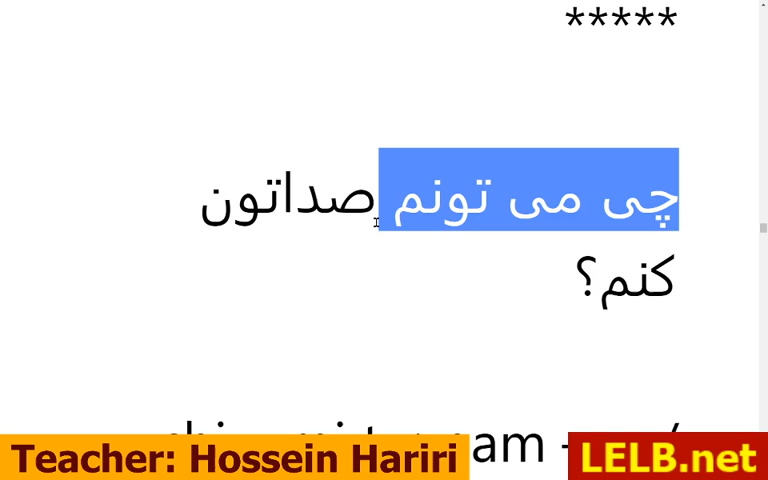 *****
چی می تونم صداتون
کنم؟
Teacher: Hossein Hariri
LELB.net